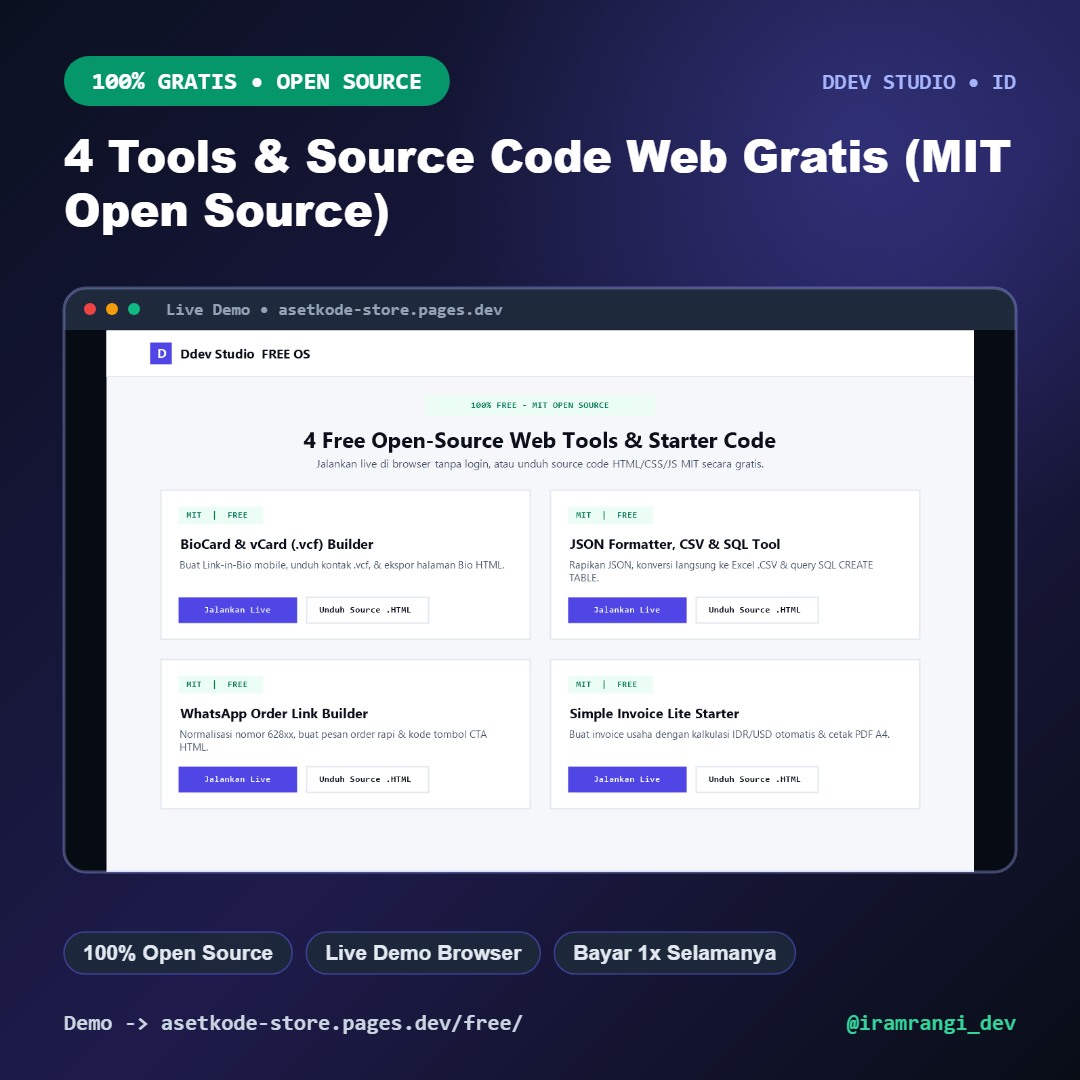 100% GRATIS • OPEN SOURCE
DDEV STUDIO • ID
4 Tools & Source Code Web Gratis (MIT
Open Source)
Live Demo • asetkode-store.pages.dev
D Ddev Studio FREE OS
100% FREE - MIT OPEN SOURCE
4 Free Open-Source Web Tools & Starter Code
Jalankan live di browser tanpa login, atau unduh source code HTML/CSS/JS MIT secara gratis.
MIT | FREE
BioCard & vCard (.vcf) Builder
Buat Link-in-Bio mobile, unduh kontak .vcf, & ekspor halaman Bio HTML.
Jalankan Live
Unduh Source .HTML
MIT | FREE
JSON Formatter, CSV & SQL Tool
Rapikan JSON, konversi langsung ke Excel .CSV & query SQL CREATE
TABLE.
Jalankan Live
Unduh Source .HTML
MIT | FREE
WhatsApp Order Link Builder
Normalisasi nomor 628xx, buat pesan order rapi & kode tombol CTA
HTML.
Jalankan Live
Unduh Source .HTML
MIT | FREE
Simple Invoice Lite Starter
Buat invoice usaha dengan kalkulasi IDR/USD otomatis & cetak PDF A4.
Jalankan Live
Unduh Source .HTML
100% Open Source
Live Demo Browser
Bayar 1x Selamanya
Demo -> asetkode-store.pages.dev/free/
@iramrangi_dev